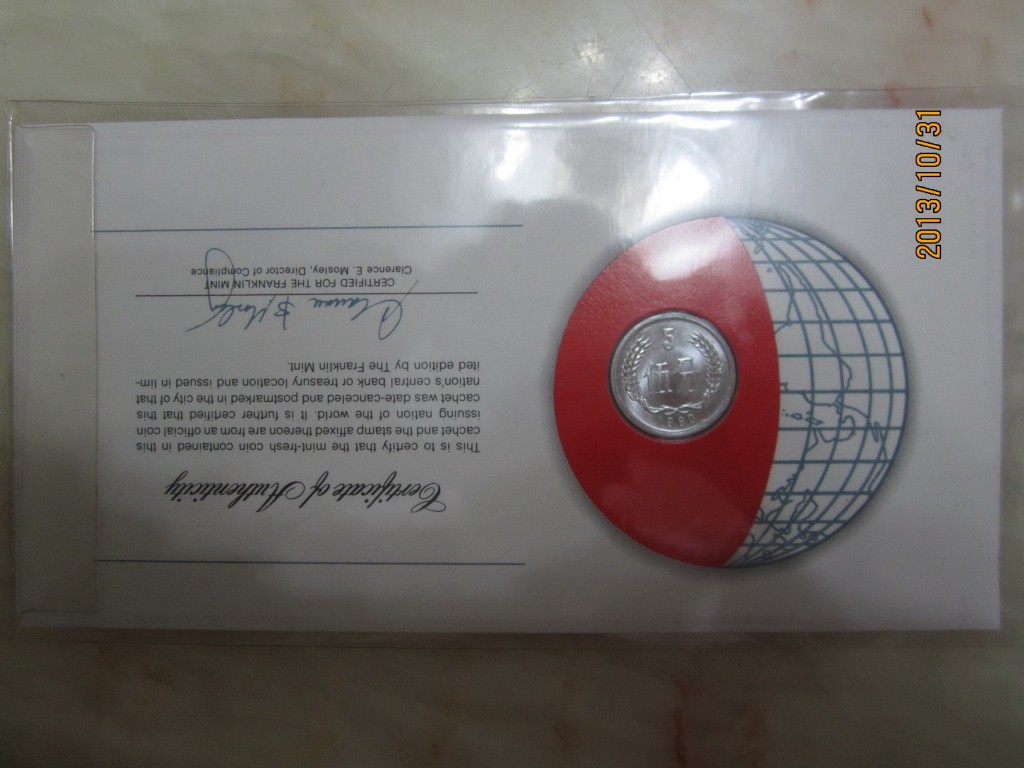 2013/10/31
Certificate of Authenticity
This is to certify that the mint-fresh coin contained in this
cachet and the stamp affixed thereon are from an official coin
issuing nation of the world. It is further certified that this
cachet was date-canceled and postmarked in the city of that
nation's central bank or treasury location and issued in lim-
ited edition by The Franklin Mint.
CERTIFIED FOR THE FRANKLIN MINT
Clarence E. Mosley, Director of Compliance
5